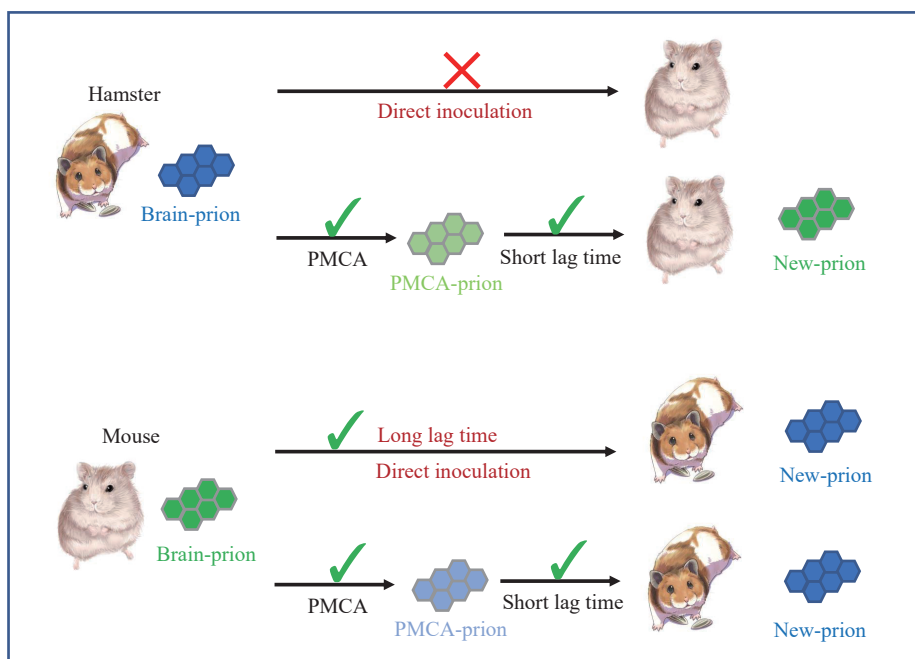 Hamster
Direct inoculation
Brain-prion
PMCA
PMCA-prion
Short lag time
New-prion
Mouse
Long lag time
Direct inoculation
New-prion
Brain-prion
PMCA
PMCA-prion
Short lag time
New-prion